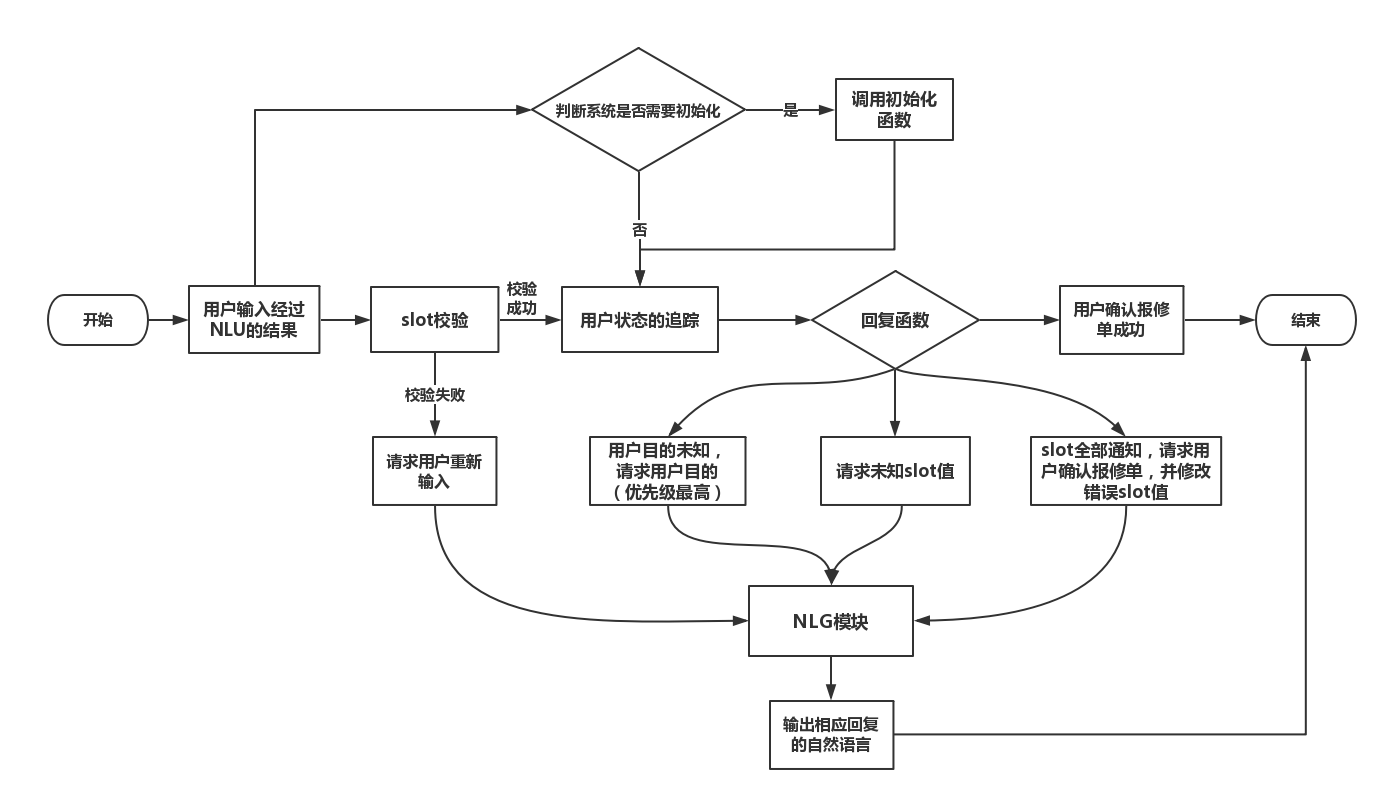 判断系统是否需要初始化
是
调用初始化
函数
否
开始
用户输入经过
NLU的结果
slot校验
校验
成功
用户状态的追踪
回复函数
用户确认报修
单成功
结束
校验失败
请求用户重新
输入
用户目的未知，
请求用户目的
（优先级最高）
请求未知slot值
slot全部通知，请求用
户确认报修单，并修改
错误slot值
NLG模块
输出相应回复
的自然语言